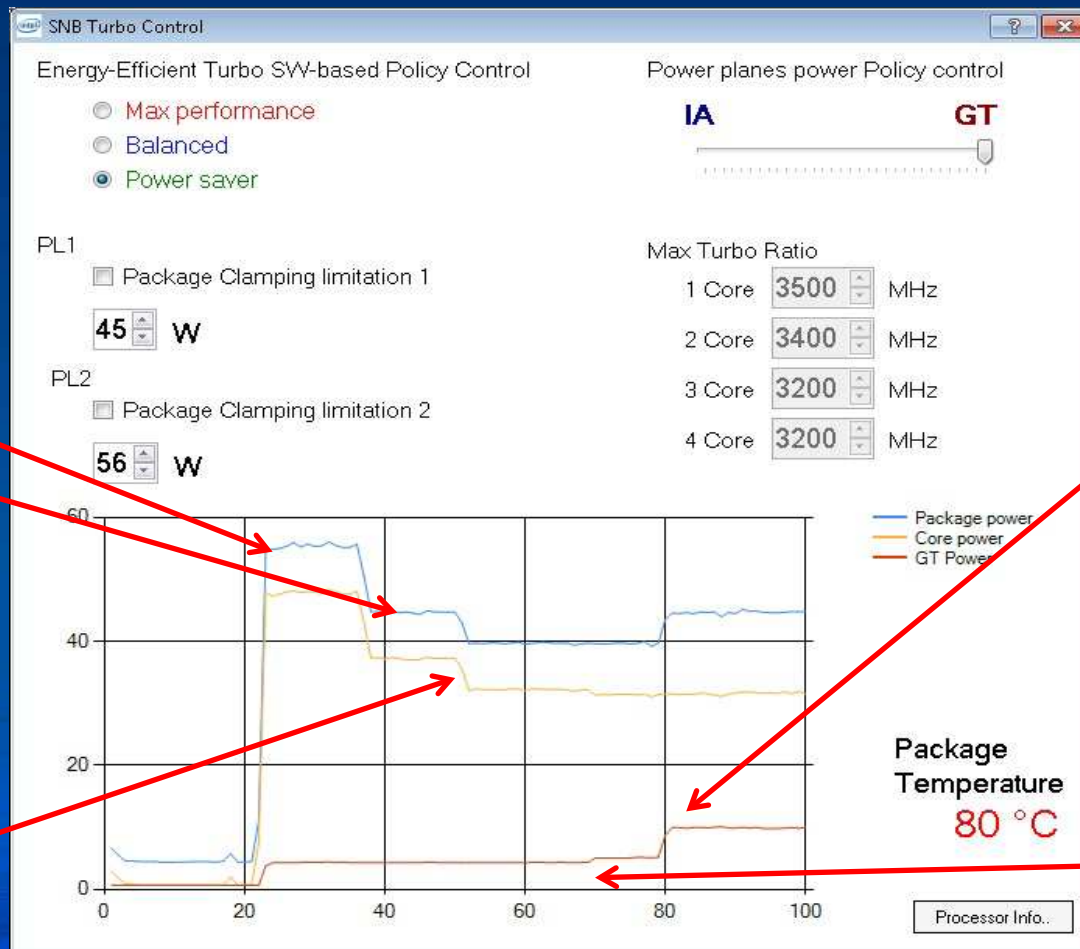 intel
SNB Turbo Control
?
Energy-Efficient Turbo SW-based Policy Control
Max performance
Balanced
Power saver
Power planes power Policy control
IA
GT
PL1
Package Clamping limitation 1
45 W
PL2
Package Clamping limitation 2
56 W
Max Turbo Ratio
1 Core 3500 MHz
2 Core 3400 MHz
3 Core 3200 MHz
4 Core 3200 MHz
60
40
20
0
0 20 40 60 80 100
Package power
Core power
GT Power
Package
Temperature
80 °C
Processor Info..